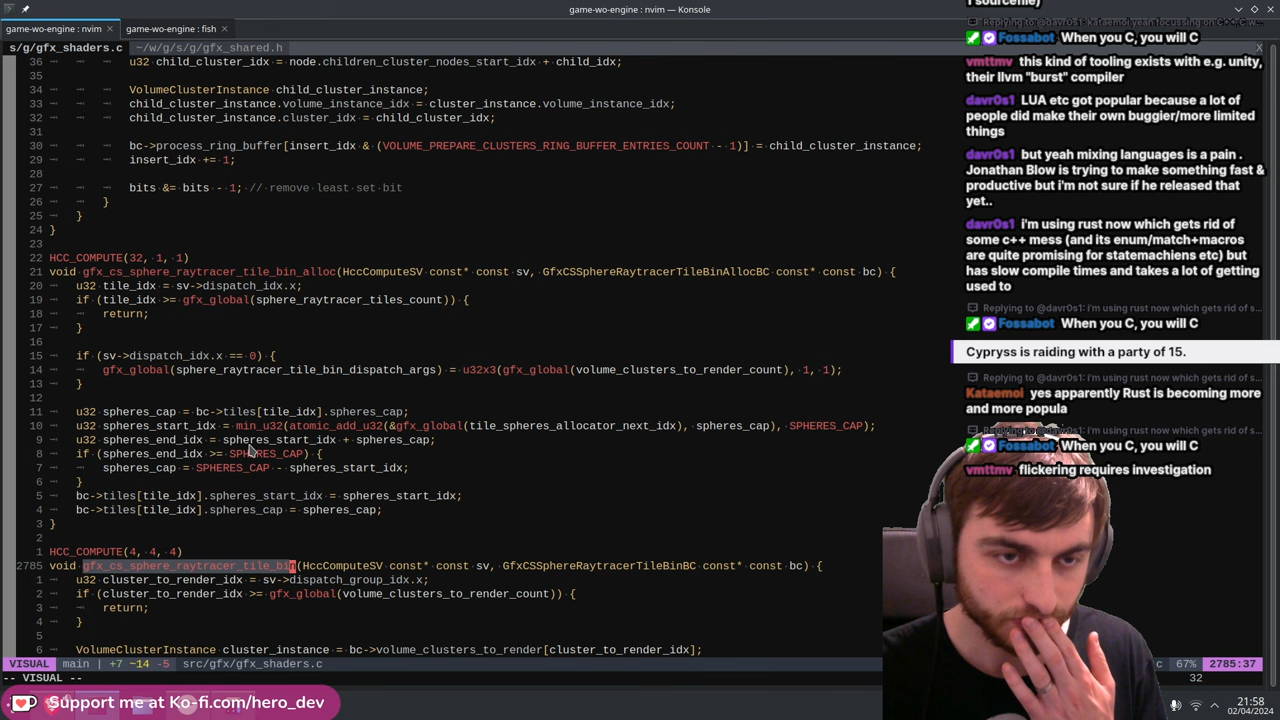 game-wo-engine : nvim — Konsole
game-wo-engine : nvim
game-wo-engine : fish
s/g/gfx_shaders.c
~/w/g/s/g/gfx_shared.h
X
36 u32 child_cluster_idx = node.children_cluster_nodes_start_idx + child_idx;
35
34 VolumeClusterInstance child_cluster_instance;
33 child_cluster_instance.volume_instance_idx = cluster_instance.volume_instance_idx;
32 child_cluster_instance.cluster_idx = child_cluster_idx;
31
30 bc->process_ring_buffer[insert_idx & (VOLUME_PREPARE_CLUSTERS_RING_BUFFER_ENTRIES_COUNT - 1)] = child_cluster_instance;
29 insert_idx += 1;
28
27 bits &= bits - 1; // remove least set bit
26 }
25 }
24 }
23
22 HCC_COMPUTE(32, 1, 1)
21 void gfx_cs_sphere_raytracer_tile_bin_alloc(HccComputeSV const* const sv, GfxCSSphereRaytracerTileBinAllocBC const* const bc) {
20 u32 tile_idx = sv->dispatch_idx.x;
19 if (tile_idx >= gfx_global(sphere_raytracer_tiles_count)) {
18 return;
17 }
16
15 if (sv->dispatch_idx.x == 0) {
14 gfx_global(sphere_raytracer_tile_bin_dispatch_args) = u32x3(gfx_global(volume_clusters_to_render_count), 1, 1);
13 }
12
11 u32 spheres_cap = bc->tiles[tile_idx].spheres_cap;
10 u32 spheres_start_idx = min_u32(atomic_add_u32(&gfx_global(tile_spheres_allocator_next_idx), spheres_cap), SPHERES_CAP);
9 u32 spheres_end_idx = spheres_
8 if (spheres_end_idx > SPHERES
7 spheres_cap = SPHERES_CAP - spheres_start_idx;
6 }
5 bc->tiles[tile_idx].spheres_start_idx = spheres_start_idx;
4 bc->tiles[tile_idx].spheres_cap = spheres_cap;
3 }
2
1 HCC_COMPUTE(4, 4, 4)
2785 void gfx_cs_sphere_raytracer_tile_bin(HccComputeSV const* const sv, GfxCSSphereRaytracerTileBinBC const* const bc) {
1 u32 cluster_to_render_idx = sv->dispatch_group_idx.x;
2 if (cluster_to_render_idx >= gfx_global(volume_clusters_to_render_count)) {
3 return;
4 }
5
6 VolumeClusterInstance cluster_instance = bc->volume_clusters_to_render[cluster_to_render_idx];
VISUAL main | +7 ~14 -5 src/gfx/gfx_shaders.c
c 67% 2785:37
-- VISUAL --
32
Support me at Ko-fi.com/hero_dev
21:58
02/04/2024
Fossabot When you C, you will C
vmttmv this kind of tooling exists with e.g. unity,
their llvm "burst" compiler
davr0s1 LUA etc got popular because a lot of
people did make their own buggier/more limited
things
davr0s1 but yeah mixing languages is a pain .
Jonathan Blow is trying to make something fast &
productive but i'm not sure if he released that
yet..
davr0s1 i'm using rust now which gets rid of
some c++ mess (and its enum/match+macros
are quite promising for statemachiens etc) but
has slow compile times and takes a lot of getting
used to
Replying to @davr0s1: i'm using rust now which gets rid of s...
Fossabot When you C, you will C
Cypryss is raiding with a party of 15.
Replying to @davr0s1: i'm using rust now which gets rid of s...
Kataemoi yes apparently Rust is becoming more
and more popula
Replying to @davr0s1: i'm using rust now which gets rid of s...
Fossabot When you C, you will C
vmttmv flickering requires investigation